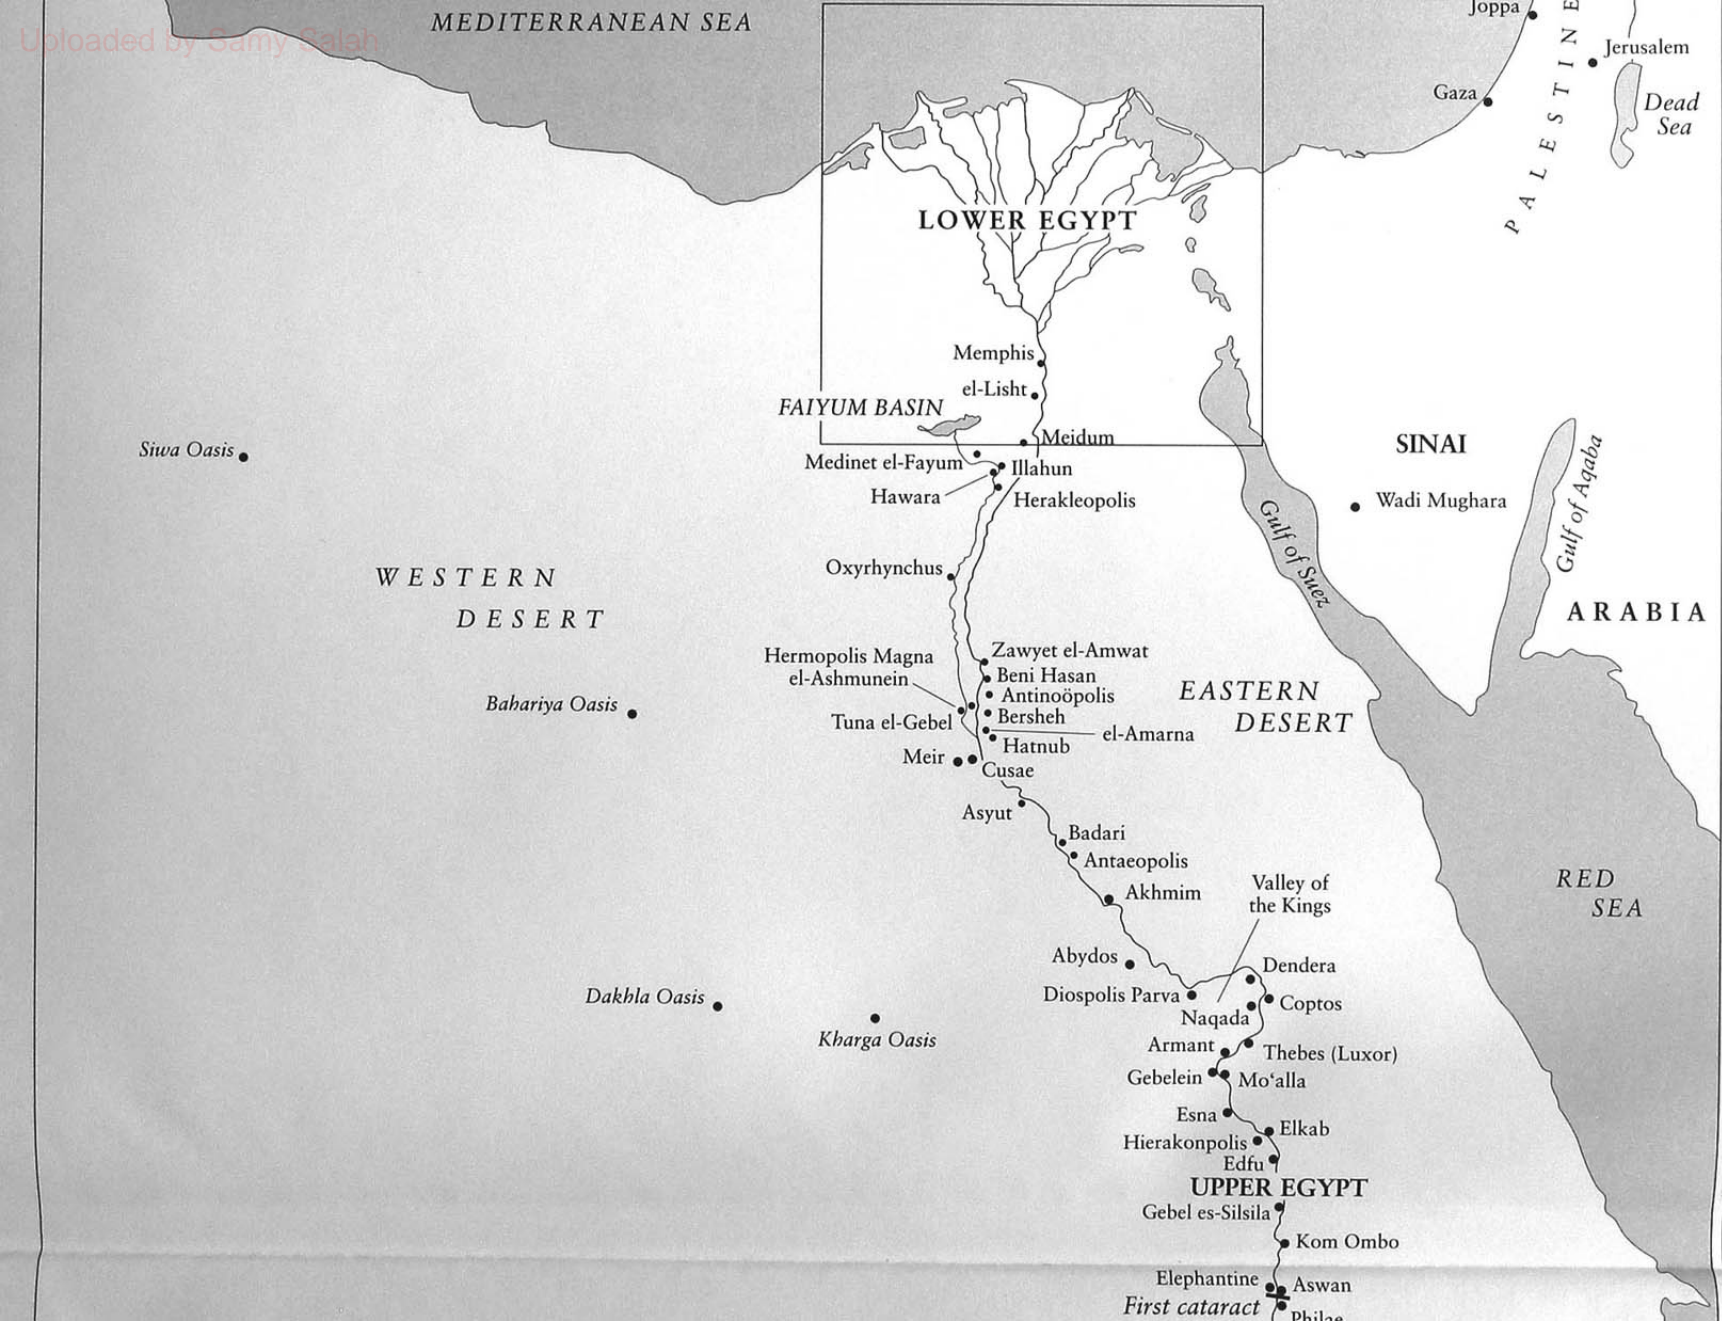 MEDITERRANEAN SEA
Uploaded by Samy Salah
Joppa
Jerusalem
Gaza
PALESTINE
Dead
Sea
LOWER EGYPT
Memphis
el-Lisht
FAIYUM BASIN
Meidum
Siwa Oasis
Medinet el-Fayum
Illahun
Hawara
Herakleopolis
SINAI
Wadi Mughara
Gulf of Aqaba
Gulf of Suez
WESTERN
DESERT
Oxyrhynchus
ARABIA
Hermopolis Magna
el-Ashmunein
Zawyet el-Amwat
Beni Hasan
Antinoöpolis
Bersheh
Tuna el-Gebel
el-Amarna
Hatnub
Meir
Cusae
Bahariya Oasis
EASTERN
DESERT
Asyut
Badari
Antaeopolis
Akhmim
Valley of
the Kings
RED
SEA
Abydos
Dendera
Diospolis Parva
Coptos
Naqada
Dakhla Oasis
Kharga Oasis
Armant
Thebes (Luxor)
Gebelein
Mo‘alla
Esna
Elkab
Hierakonpolis
Edfu
UPPER EGYPT
Gebel es-Silsila
Kom Ombo
Elephantine
Aswan
First cataract
Philae